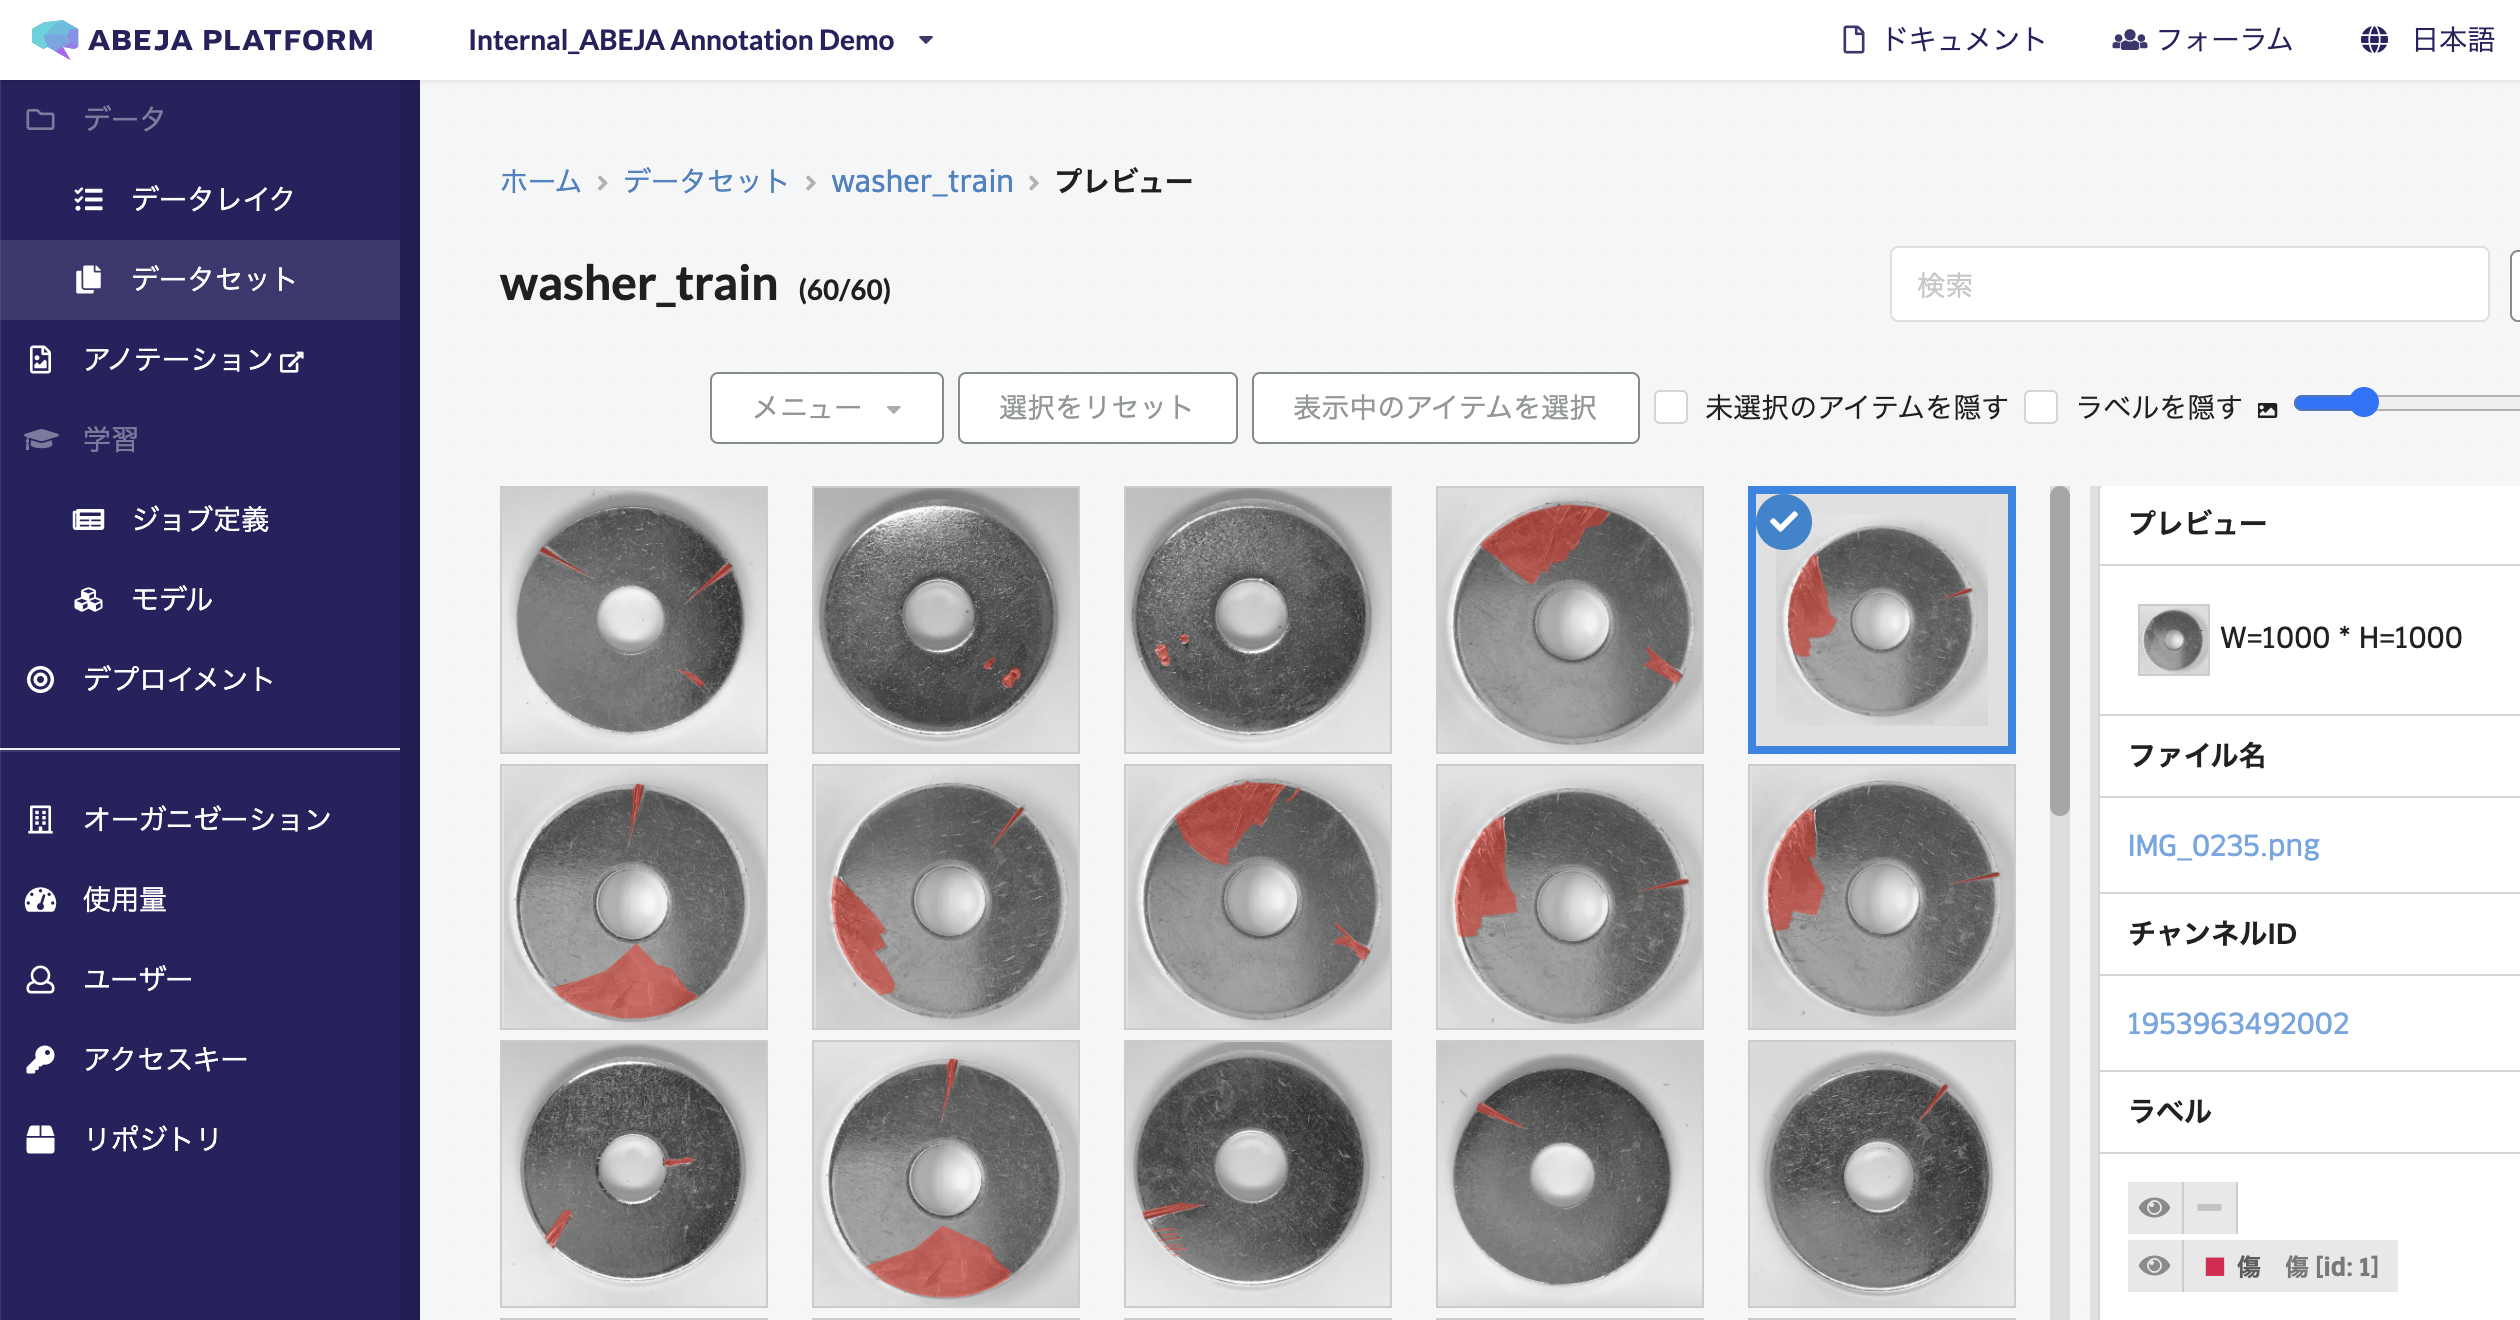 ABEJA PLATFORM
Internal_ABEJA Annotation Demo
ドキュメント
フォーラム
日本語
データ
データレイク
データセット
アノテーション
学習
ジョブ定義
モデル
デプロイメント
オーガニゼーション
使用量
ユーザー
アクセスキー
リポジトリ
ホーム > データセット > washer_train > プレビュー
washer_train (60/60)
検索
メニュー
選択をリセット
表示中のアイテムを選択
未選択のアイテムを隠す
ラベルを隠す
プレビュー
W=1000 * H=1000
ファイル名
IMG_0235.png
チャンネルID
1953963492002
ラベル
傷 傷 [id: 1]